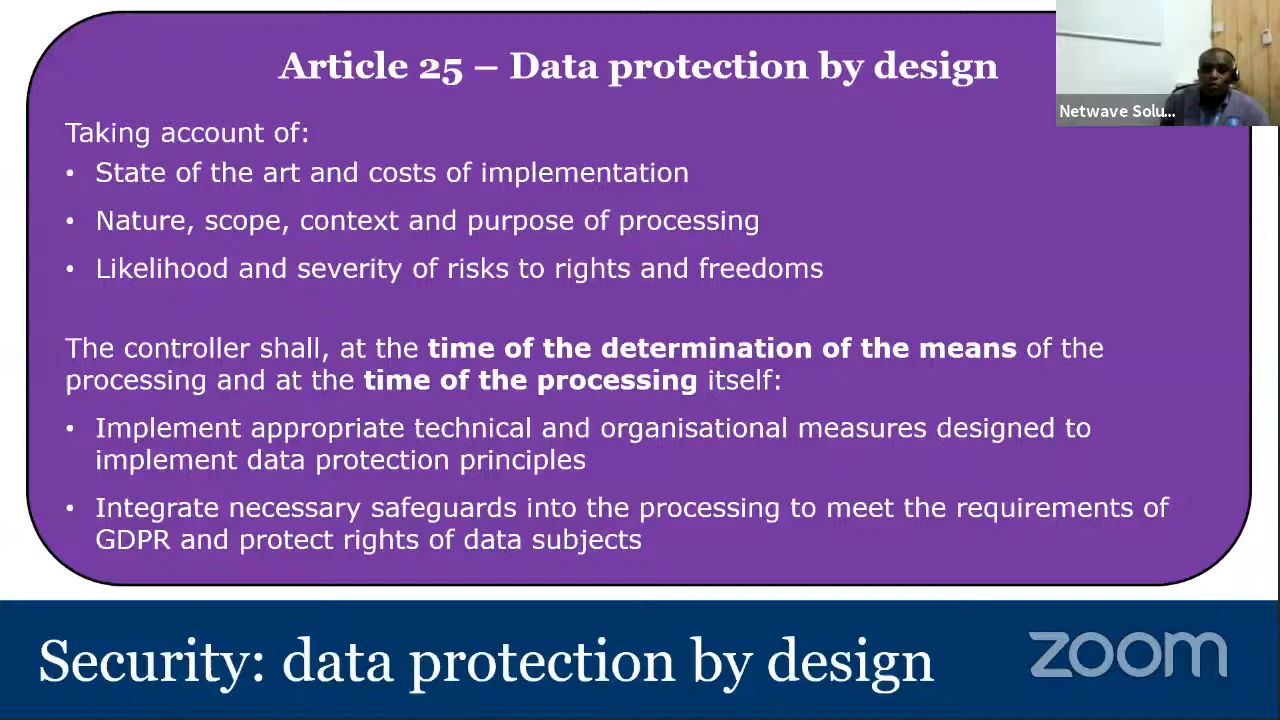 Article 25 – Data protection by design
Netwave Solu...
Taking account of:
• State of the art and costs of implementation
• Nature, scope, context and purpose of processing
• Likelihood and severity of risks to rights and freedoms
The controller shall, at the time of the determination of the means of the
processing and at the time of the processing itself:
• Implement appropriate technical and organisational measures designed to
implement data protection principles
• Integrate necessary safeguards into the processing to meet the requirements of
GDPR and protect rights of data subjects
Security: data protection by design
zoom